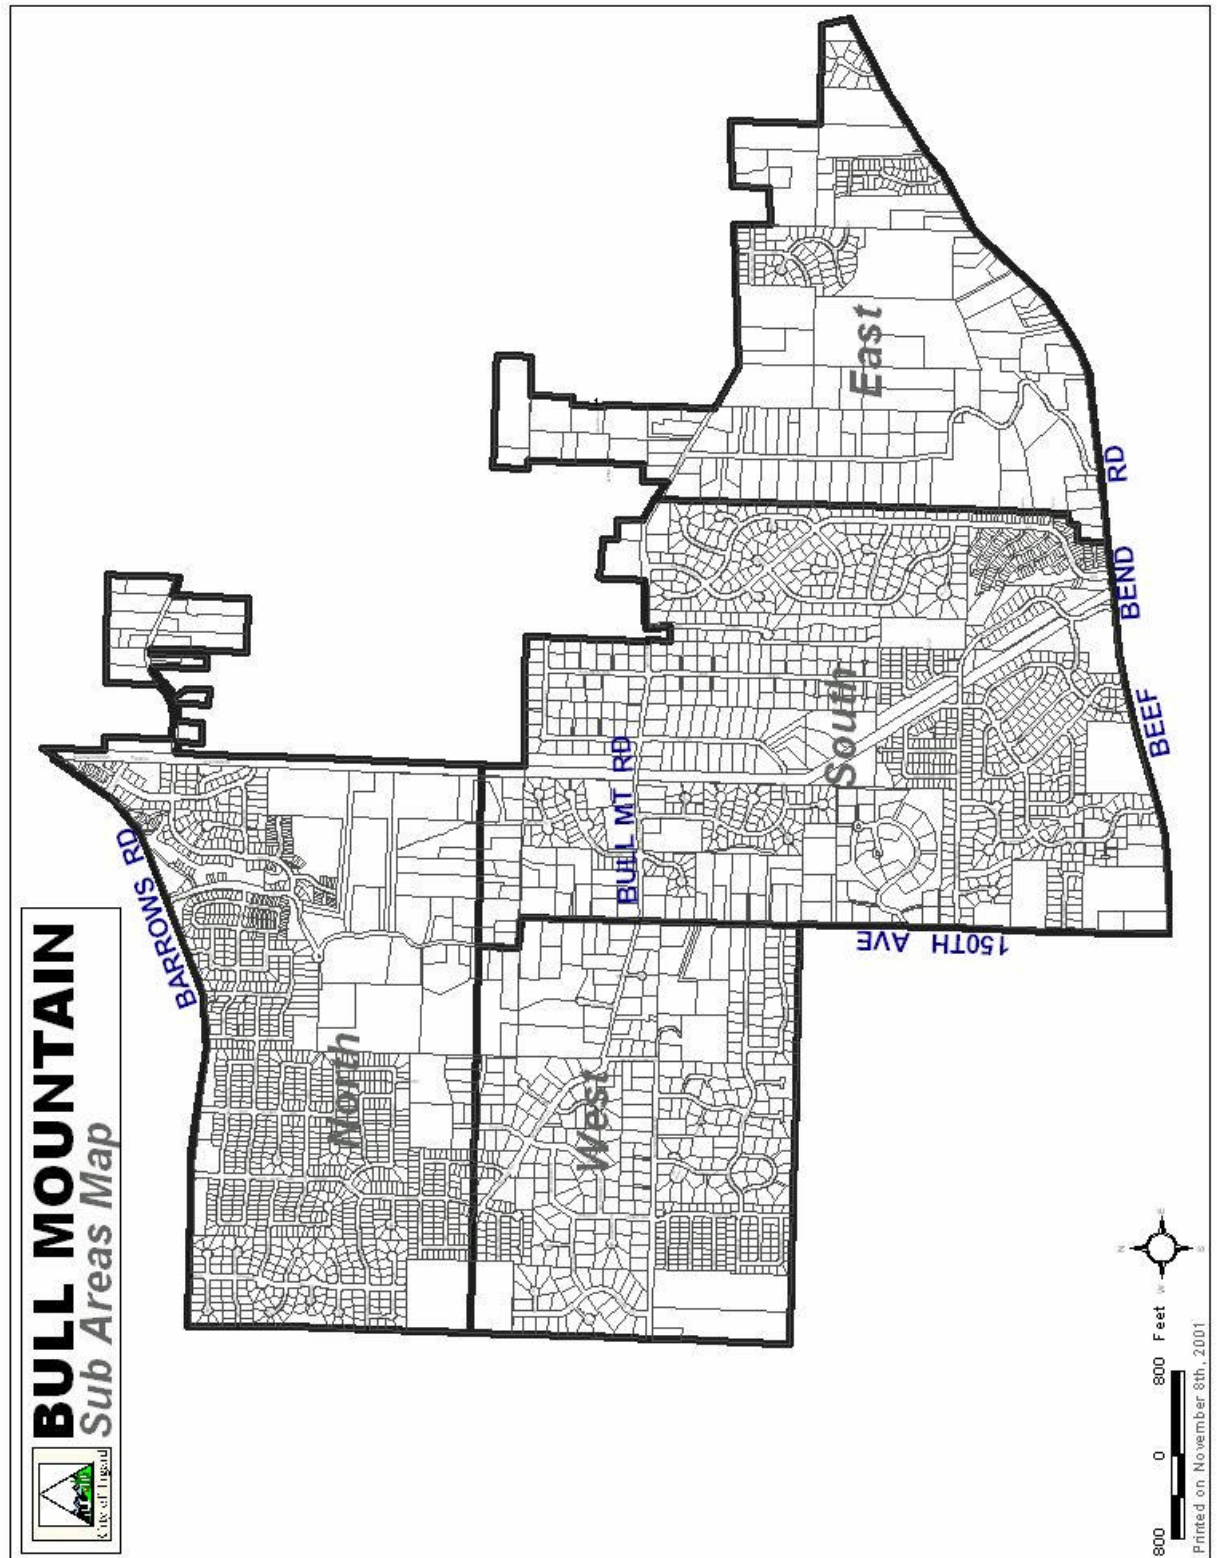 BULL MOUNTAIN
Sub Areas Map
City of Tigard
BARROWS RD
North
West
BULL MT RD
South
East
150TH AVE
BEEF BEND RD
N
W
E
S
800 0 800 Feet
Printed on November 8th, 2001